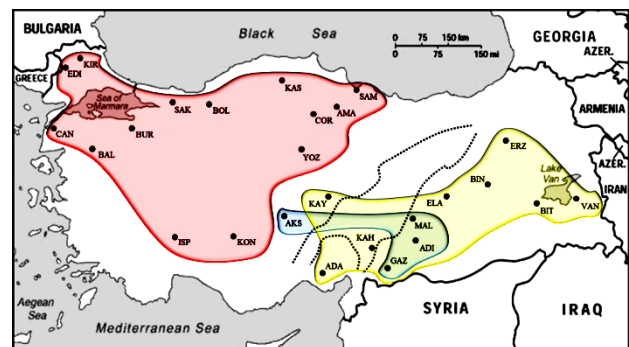 BULGARIA
Black Sea
GEORGIA
0 75 150 km
0 75 150 mi
AZER.
GREECE
KIR
EDI
Sea of
Marmara
KAS
SAM
SAK
BOL
AMA
COR
ARMENIA
CAN
BUR
BAL
YOZ
ERZ
Lake
Van
AZER.
IRAN
BIN
KAY
ELA
BIT
VAN
AKS
MAL
ISP
KON
KAH
ADI
ADA
GAZ
Aegean
Sea
Mediterranean Sea
SYRIA
IRAQ